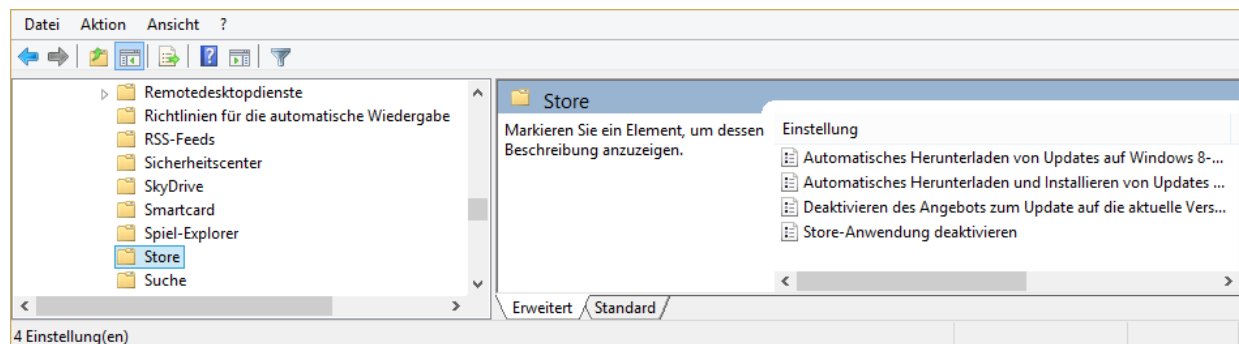 Datei Aktion Ansicht ?
Remotedesktopdienste
Richtlinien für die automatische Wiedergabe
RSS-Feeds
Sicherheitscenter
SkyDrive
Smartcard
Spiel-Explorer
Store
Suche
Store
Markieren Sie ein Element, um dessen
Beschreibung anzuzeigen.
Einstellung
Automatisches Herunterladen von Updates auf Windows 8-...
Automatisches Herunterladen und Installieren von Updates ...
Deaktivieren des Angebots zum Update auf die aktuelle Vers...
Store-Anwendung deaktivieren
Erweitert Standard
4 Einstellung(en)